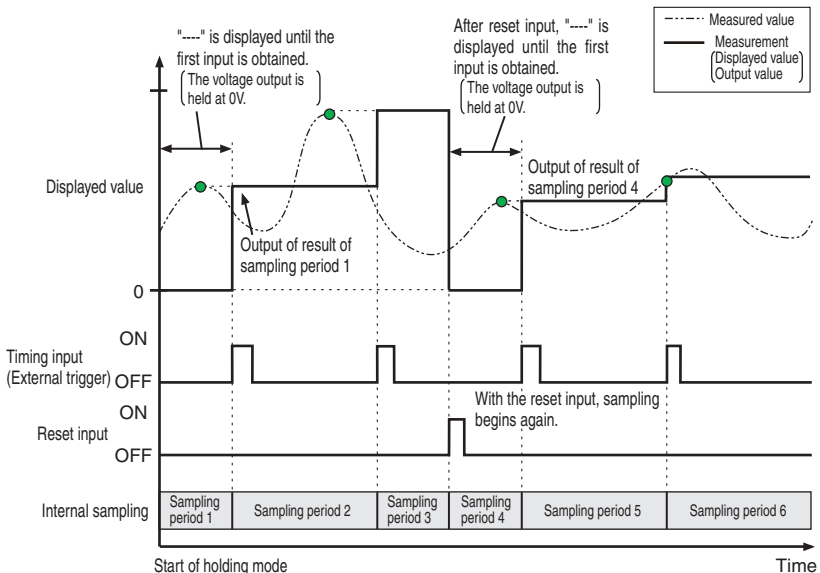 "----" is displayed until the
first input is obtained.
(The voltage output is
held at 0V.)
After reset input, "----" is
displayed until the first
input is obtained.
(The voltage output is
held at 0V.)
Measured value
Measurement
(Displayed value)
(Output value)
Displayed value
Output of result of
sampling period 1
Output of result of
sampling period 4
0
ON
Timing input
(External trigger) OFF
ON
Reset input
OFF
With the reset input, sampling
begins again.
Internal sampling
Sampling
period 1
Sampling period 2
Sampling
period 3
Sampling
period 4
Sampling period 5
Sampling period 6
Start of holding mode
Time